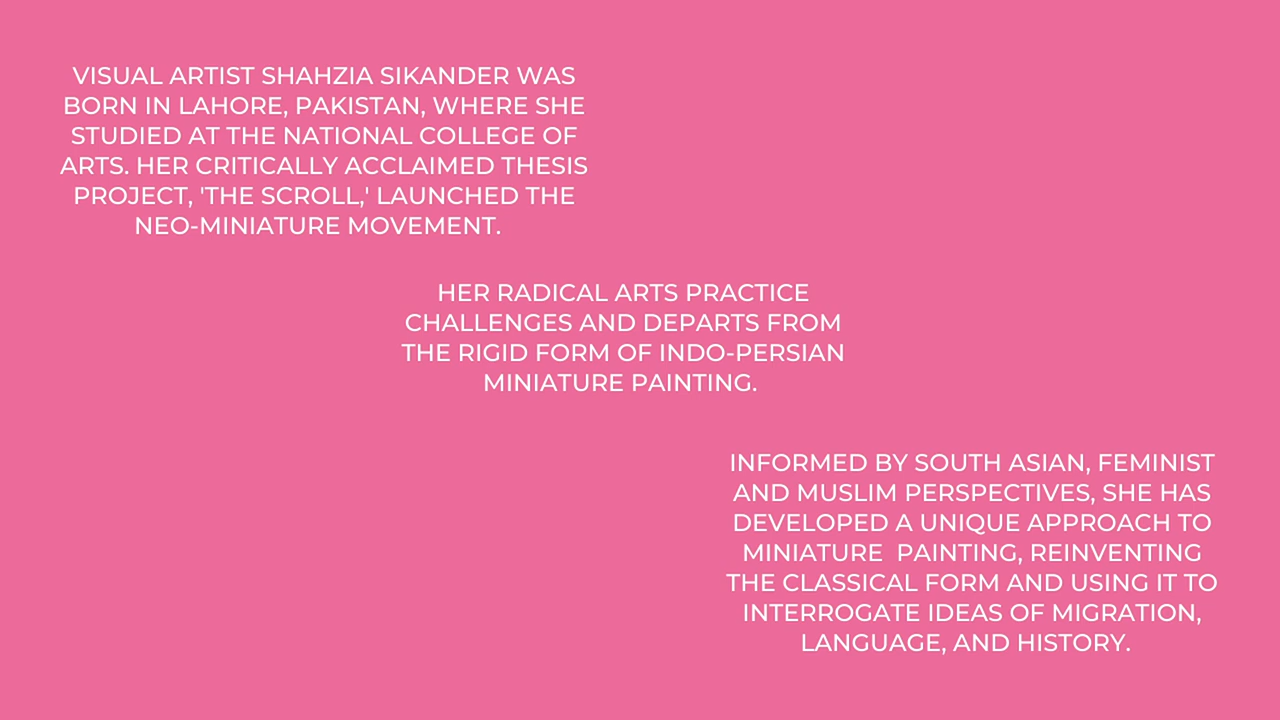 VISUAL ARTIST SHAHZIA SIKANDER WAS
BORN IN LAHORE, PAKISTAN, WHERE SHE
STUDIED AT THE NATIONAL COLLEGE OF
ARTS. HER CRITICALLY ACCLAIMED THESIS
PROJECT, 'THE SCROLL,' LAUNCHED THE
NEO-MINIATURE MOVEMENT.
HER RADICAL ARTS PRACTICE
CHALLENGES AND DEPARTS FROM
THE RIGID FORM OF INDO-PERSIAN
MINIATURE PAINTING.
INFORMED BY SOUTH ASIAN, FEMINIST
AND MUSLIM PERSPECTIVES, SHE HAS
DEVELOPED A UNIQUE APPROACH TO
MINIATURE  PAINTING, REINVENTING
THE CLASSICAL FORM AND USING IT TO
INTERROGATE IDEAS OF MIGRATION,
LANGUAGE, AND HISTORY.